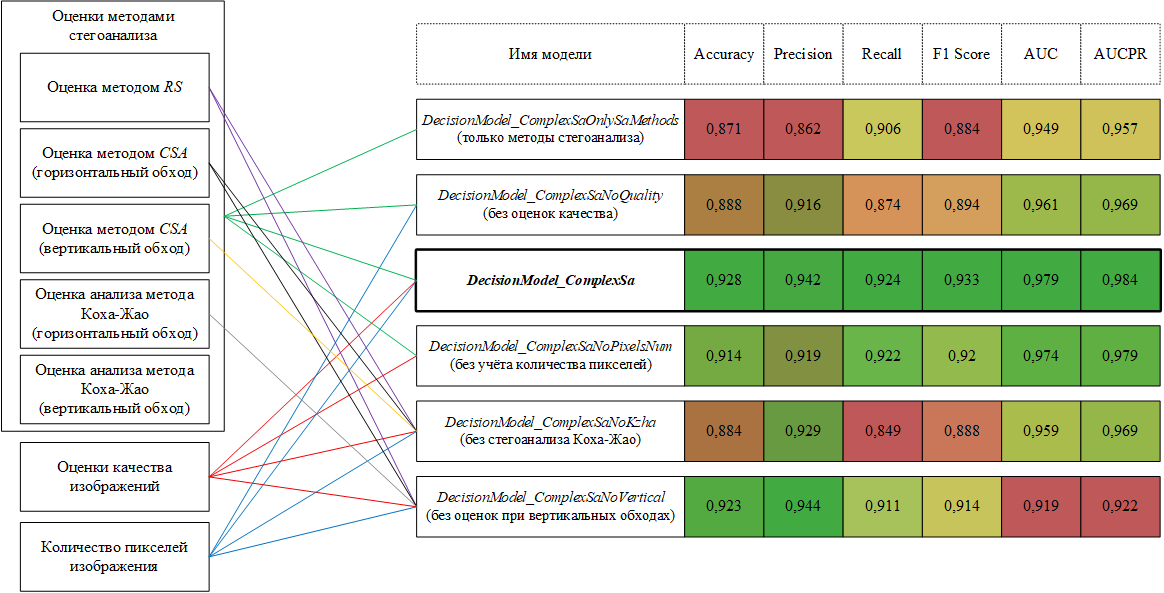 Оценки методами
стегоанализа
Оценка методом RS
Оценка методом CSA
(горизонтальный обход)
Оценка методом CSA
(вертикальный обход)
Оценка анализа метода
Коха-Жао
(горизонтальный обход)
Оценка анализа метода
Коха-Жао
(вертикальный обход)
Оценки качества
изображений
Количество пикселей
изображения
Имя модели Accuracy Precision Recall F1 Score AUC AUCPR
DecisionModel_ComplexSaOnlySaMethods
(только методы стегоанализа)
0,871 0,862 0,906 0,884 0,949 0,957
DecisionModel_ComplexSaNoQuality
(без оценок качества)
0,888 0,916 0,874 0,894 0,961 0,969
DecisionModel_ComplexSa 0,928 0,942 0,924 0,933 0,979 0,984
DecisionModel_ComplexSaNoPixelsNum
(без учёта количества пикселей)
0,914 0,919 0,922 0,92 0,974 0,979
DecisionModel_ComplexSaNoKzha
(без стегоанализа Коха-Жао)
0,884 0,929 0,849 0,888 0,959 0,969
DecisionModel_ComplexSaNoVertical
(без оценок при вертикальных обходах)
0,923 0,944 0,911 0,914 0,919 0,922